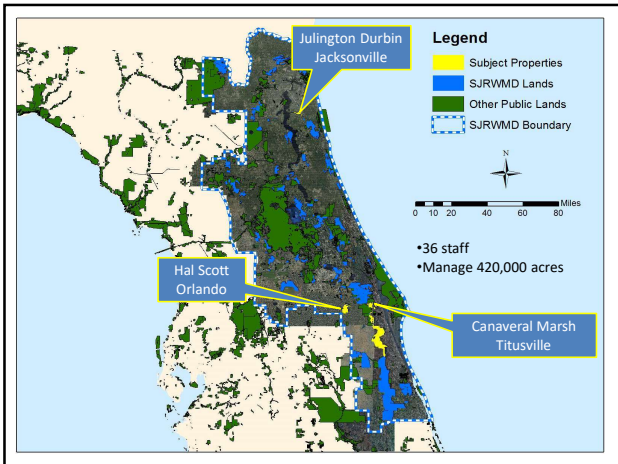 Julington Durbin
Jacksonville
Legend
Subject Properties
SJRWMD Lands
Other Public Lands
SJRWMD Boundary
N
Miles
0 10 20 40 60 80
•36 staff
•Manage 420,000 acres
Hal Scott
Orlando
Canaveral Marsh
Titusville